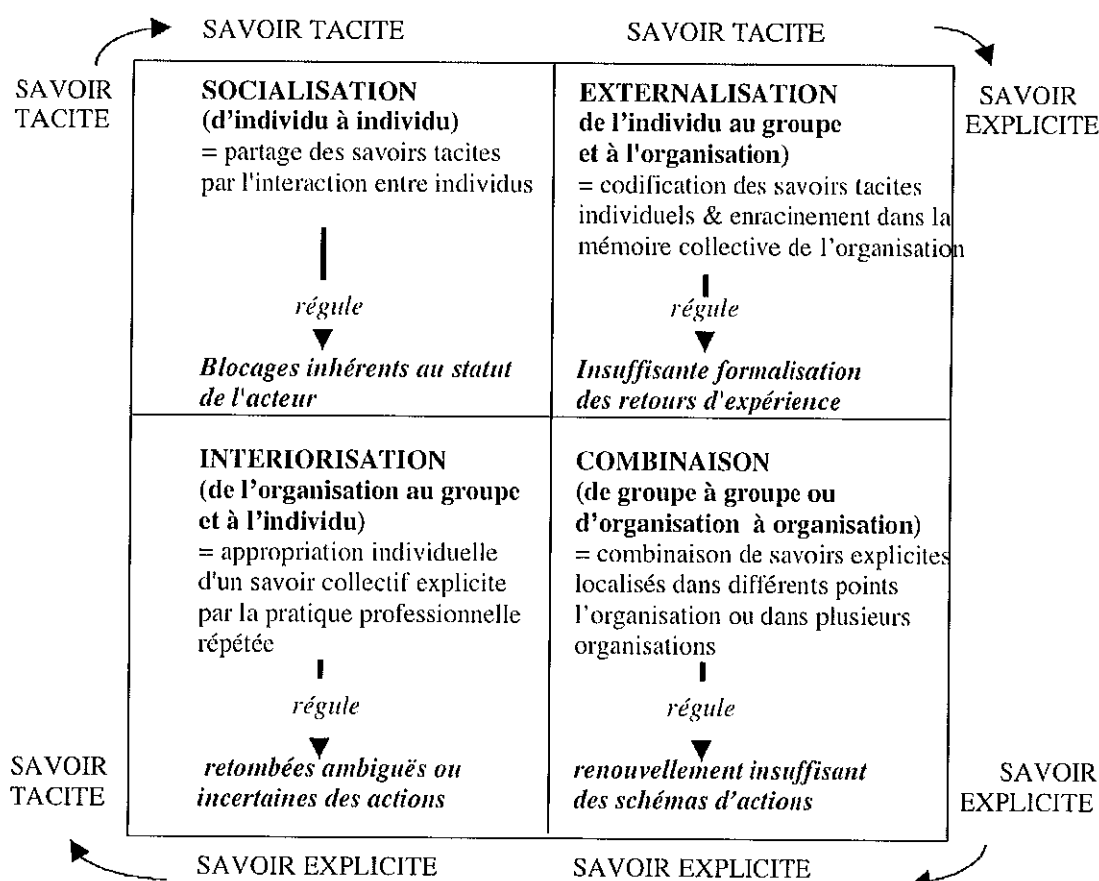 SAVOIR TACITE
SAVOIR TACITE
SAVOIR
TACITE
SOCIALISATION
(d'individu à individu)
= partage des savoirs tacites
par l'interaction entre individus
régule
Blocages inhérents au statut
de l'acteur
EXTERNALISATION
de l'individu au groupe
et à l'organisation)
= codification des savoirs tacites
individuels & enracinement dans la
mémoire collective de l'organisation
régule
Insuffisante formalisation
des retours d'expérience
SAVOIR
EXPLICITE
INTERIORISATION
(de l'organisation au groupe
et à l'individu)
= appropriation individuelle
d'un savoir collectif explicite
par la pratique professionnelle
répétée
régule
retombées ambiguës ou
incertaines des actions
COMBINAISON
(de groupe à groupe ou
d'organisation à organisation)
= combinaison de savoirs explicites
localisés dans différents points
l'organisation ou dans plusieurs
organisations
régule
renouvellement insuffisant
des schémas d'actions
SAVOIR
TACITE
SAVOIR
EXPLICITE
SAVOIR EXPLICITE
SAVOIR EXPLICITE